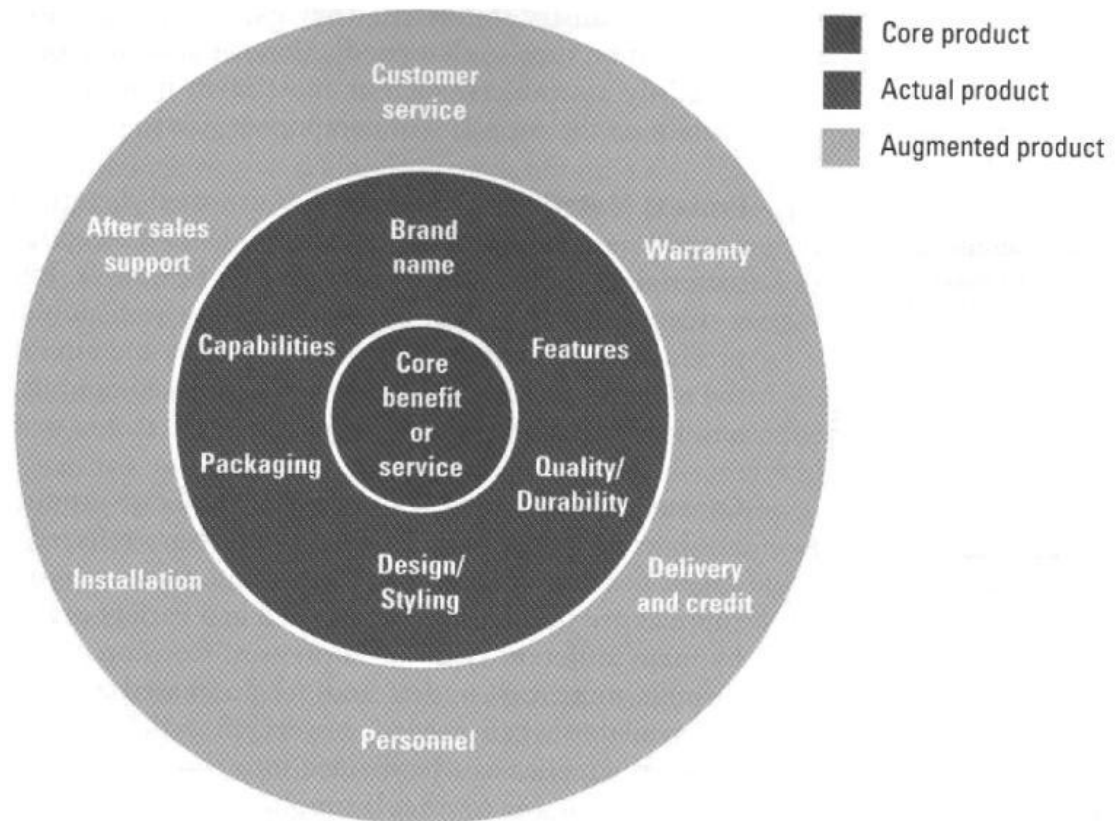 Core product
Actual product
Augmented product
Customer
service
After sales
support
Brand
name
Warranty
Capabilities
Features
Core
benefit
or
service
Packaging
Quality/
Durability
Installation
Design/
Styling
Delivery
and credit
Personnel